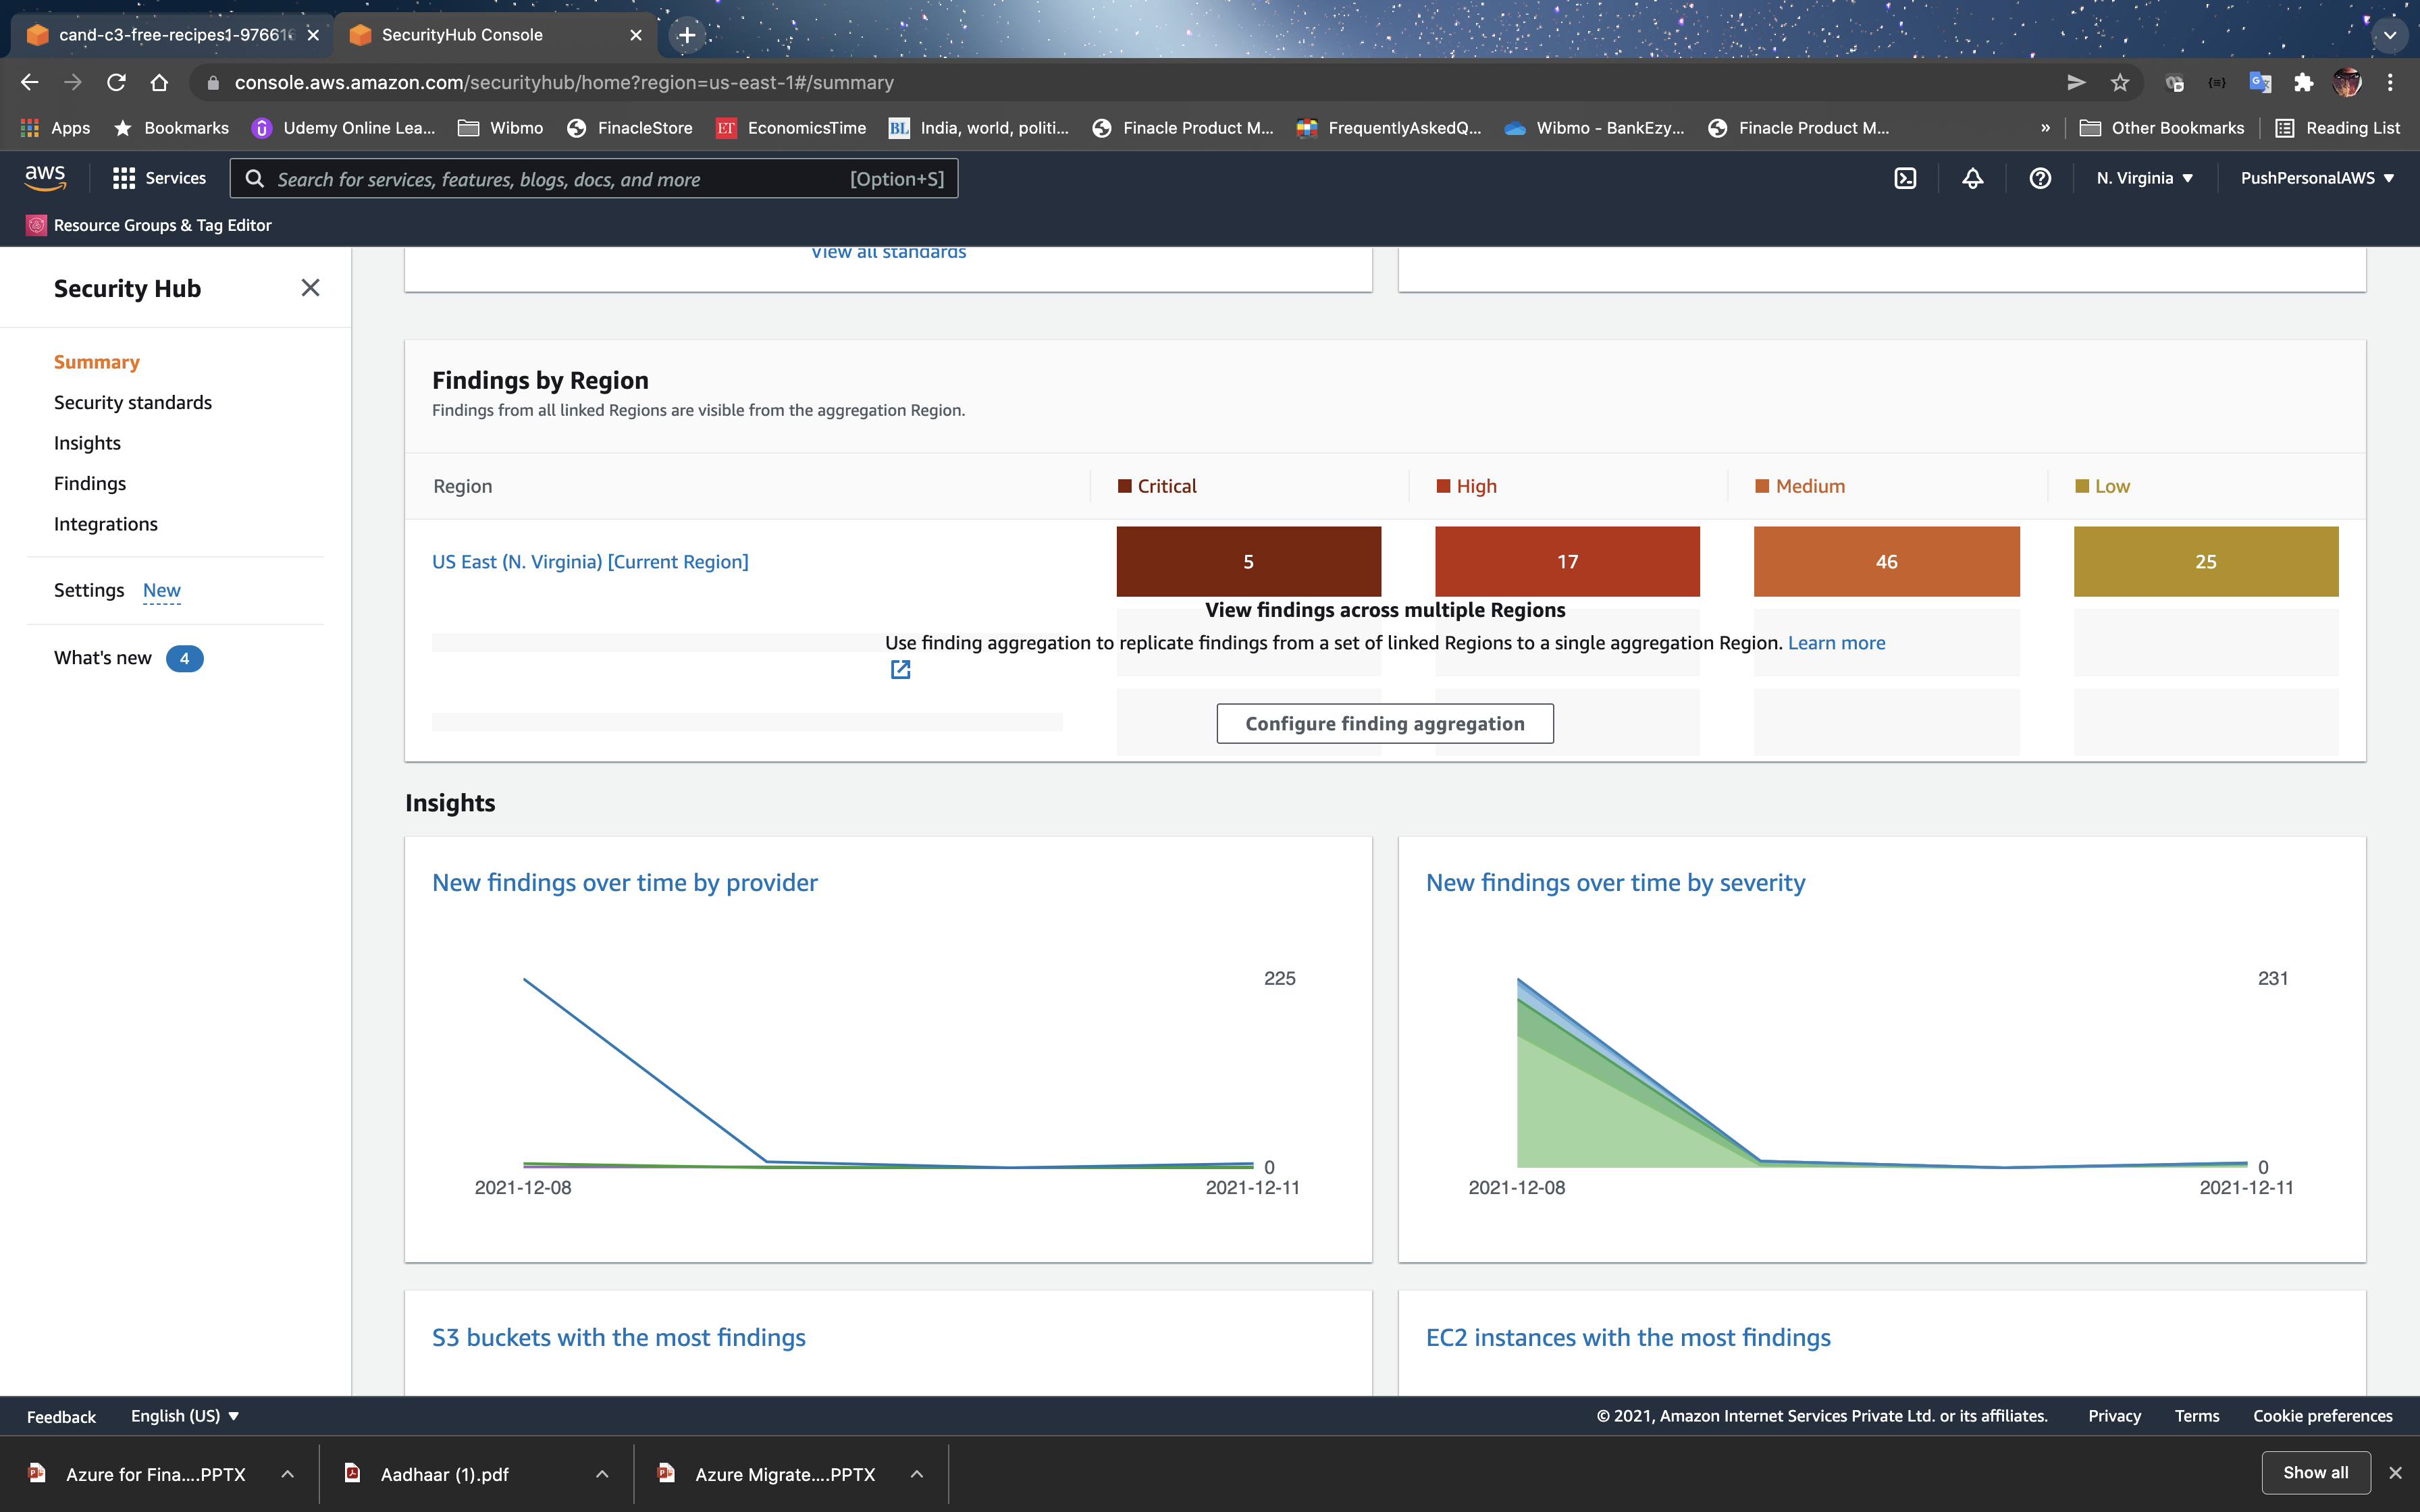 cand-c3-free-recipes1-97661
SecurityHub Console
console.aws.amazon.com/securityhub/home?region=us-east-1#/summary
Apps
Bookmarks
Udemy Online Lea...
Wibmo
FinacleStore
ET
EconomicsTime
BL
India, world, politi...
Finacle Product M...
FrequentlyAskedQ...
Wibmo - BankEzy...
Finacle Product M...
»
Other Bookmarks
Reading List
aws
Services
Search for services, features, blogs, docs, and more
[Option+S]
N. Virginia ▼
PushPersonalAWS ▼
Resource Groups & Tag Editor
Security Hub
Summary
Security standards
Insights
Findings
Integrations
Settings New
What's new 4
View all standards
Findings by Region
Findings from all linked Regions are visible from the aggregation Region.
Region
Critical
High
Medium
Low
US East (N. Virginia) [Current Region]
5
17
46
25
View findings across multiple Regions
Use finding aggregation to replicate findings from a set of linked Regions to a single aggregation Region. Learn more
Configure finding aggregation
Insights
New findings over time by provider
225
0
2021-12-08
2021-12-11
New findings over time by severity
231
0
2021-12-08
2021-12-11
S3 buckets with the most findings
EC2 instances with the most findings
Feedback
English (US) ▼
© 2021, Amazon Internet Services Private Ltd. or its affiliates.
Privacy
Terms
Cookie preferences
Azure for Fina....PPTX
Aadhaar (1).pdf
Azure Migrate....PPTX
Show all